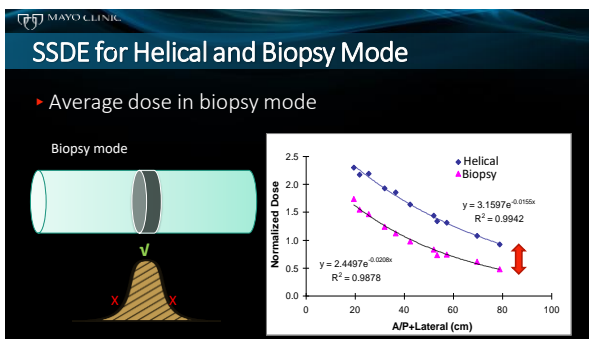 MAYO CLINIC
SSDE for Helical and Biopsy Mode
▸ Average dose in biopsy mode
Biopsy mode
√
X X
Normalized Dose
2.5
2.0
1.5
1.0
0.5
0.0
0 20 40 60 80 100
A/P+Lateral (cm)
Helical
Biopsy
y = 3.1597e^-0.0155x
R² = 0.9942
y = 2.4497e^-0.0208x
R² = 0.9878